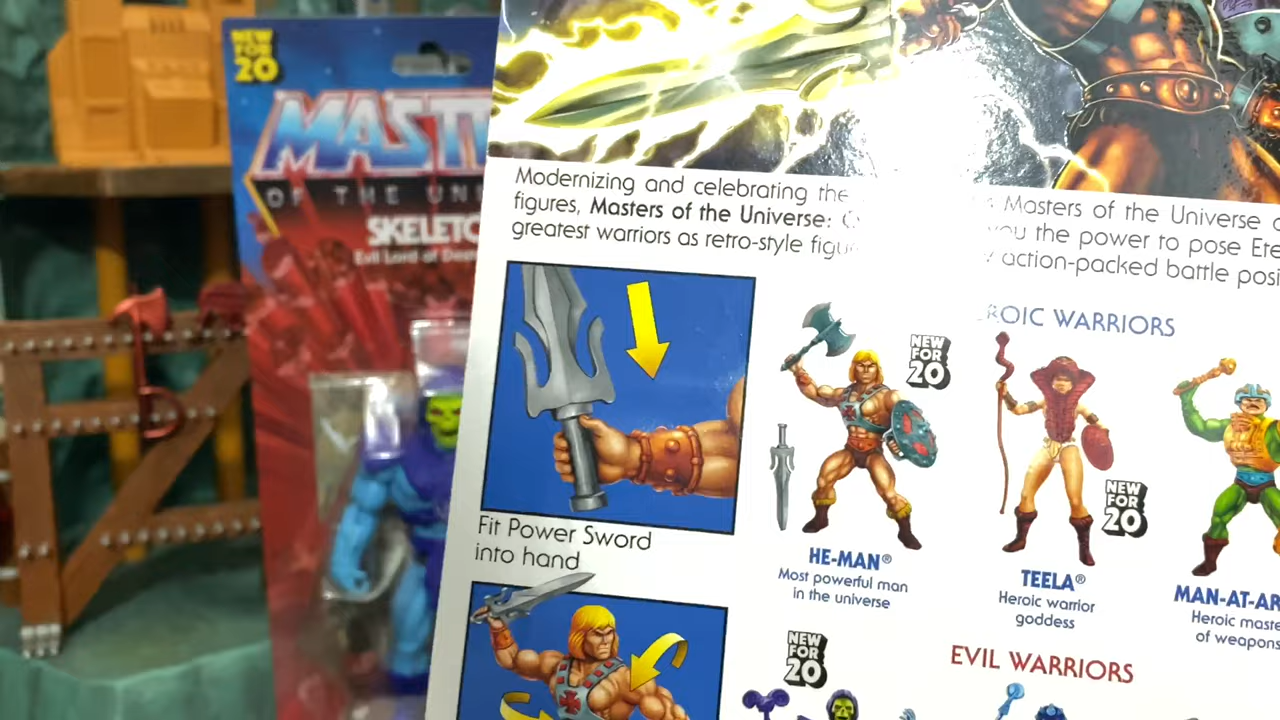 NEW
FOR
20
MAST
OF THE UN
SKELETO
Evil Lord of Dest
Modernizing and celebrating the
Masters of the Universe
figures, Masters of the Universe:
you the power to pose Ete
greatest warriors as retro-style figu
action-packed battle posi
Fit Power Sword
into hand
ROIC WARRIORS
NEW
FOR
20
HE-MAN®
Most powerful man
in the universe
NEW
FOR
20
TEELA®
Heroic warrior
goddess
MAN-AT-AR
Heroic maste
of weapons
NEW
FOR
20
EVIL WARRIORS